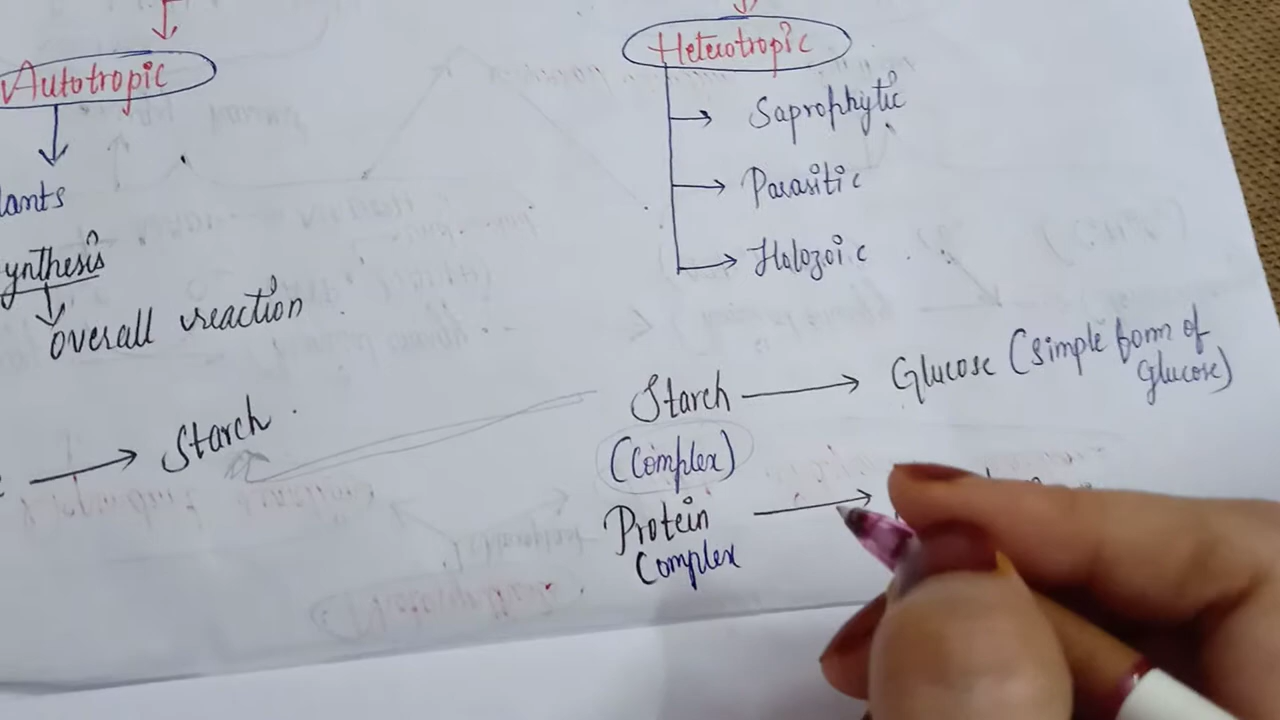 Autotropic
Heterotropic
Saprophytic
Parasitic
Holozoic
lants
ynthesis
overall reaction
Starch
Starch Glucose (Simple form of
Glucose)
(Complex)
Protein
Complex